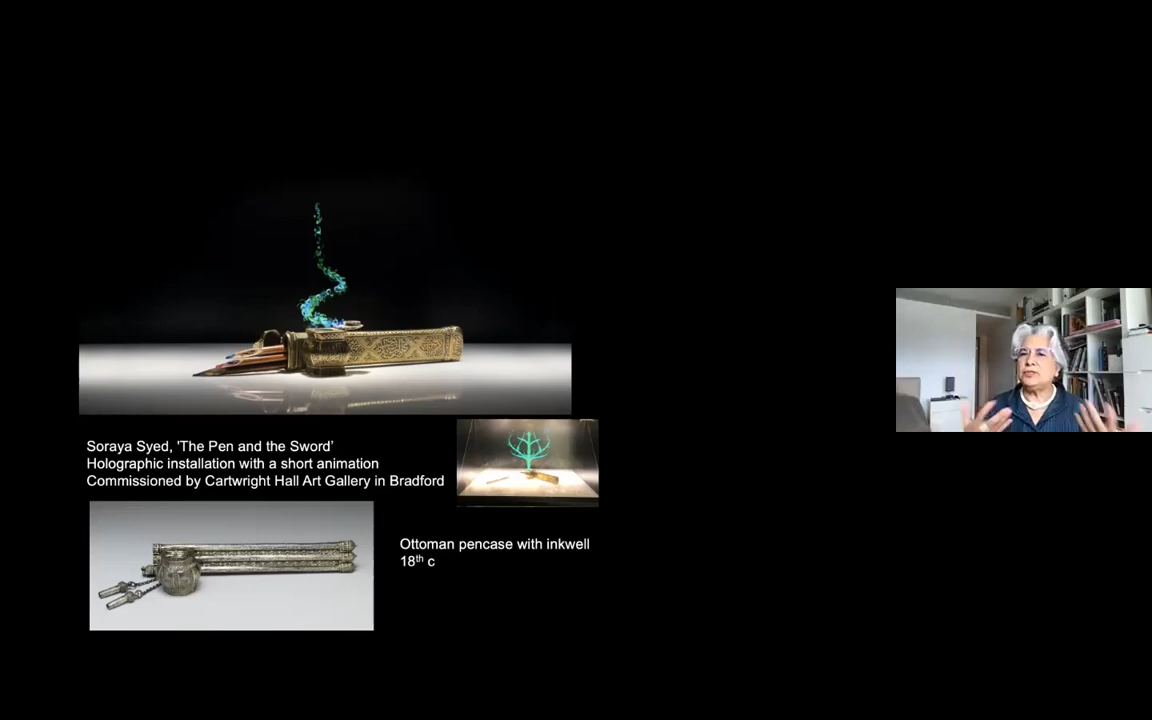 Soraya Syed, 'The Pen and the Sword’
Holographic installation with a short animation
Commissioned by Cartwright Hall Art Gallery in Bradford
Ottoman pencase with inkwell
18th c